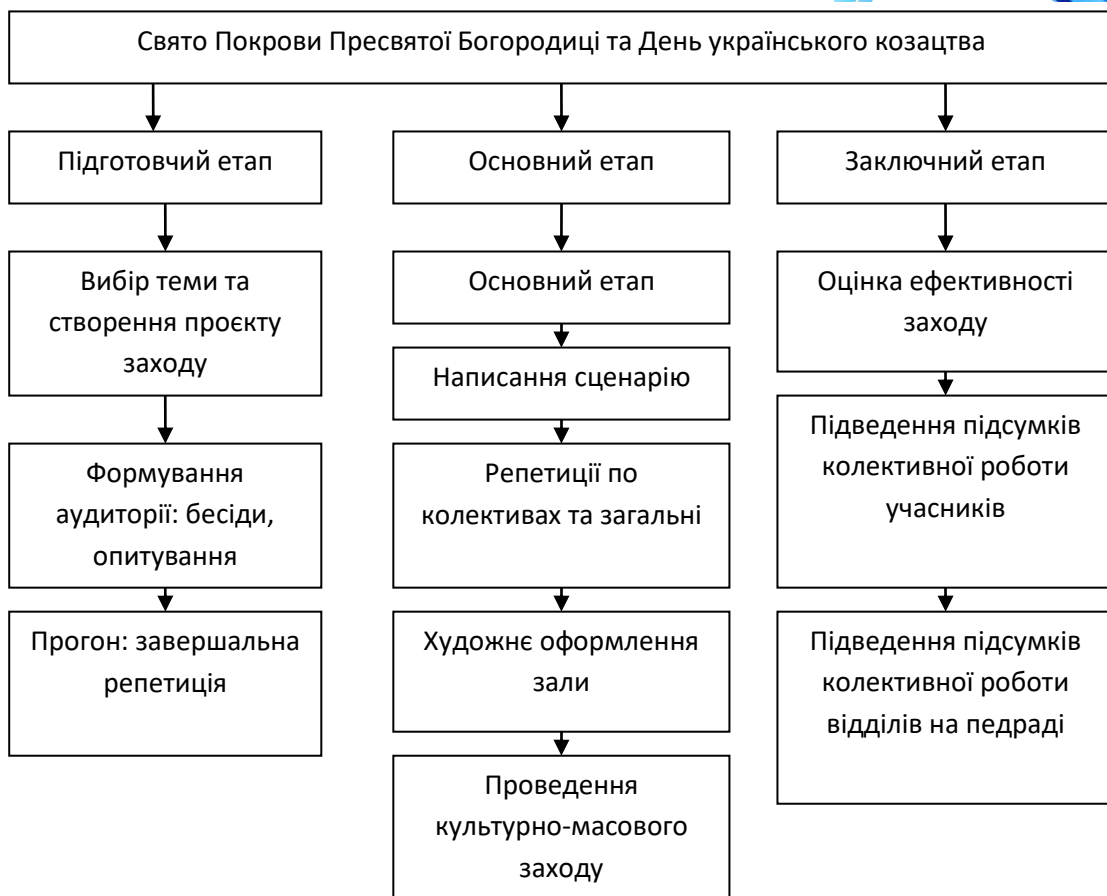 Свято Покрови Пресвятої Богородиці та День українського козацтва
Підготовчий етап
Вибір теми та
створення проєкту
заходу
Формування
аудиторії: бесіди,
опитування
Прогон: завершальна
репетиція
Основний етап
Основний етап
Написання сценарію
Репетиції по
колективах та загальні
Художнє оформлення
зали
Проведення
культурно-масового
заходу
Заключний етап
Оцінка ефективності
заходу
Підведення підсумків
колективної роботи
учасників
Підведення підсумків
колективної роботи
відділів на педраді